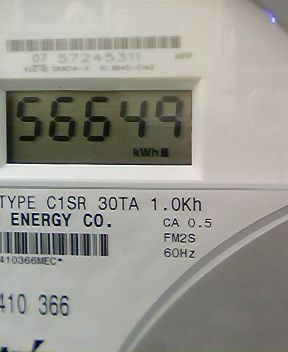 07 57245311 MPP
56649
kWh
TYPE C1SR 30TA 1.0Kh
ENERGY CO. CA 0.5
FM2S
410366MEC* 60Hz
410 366